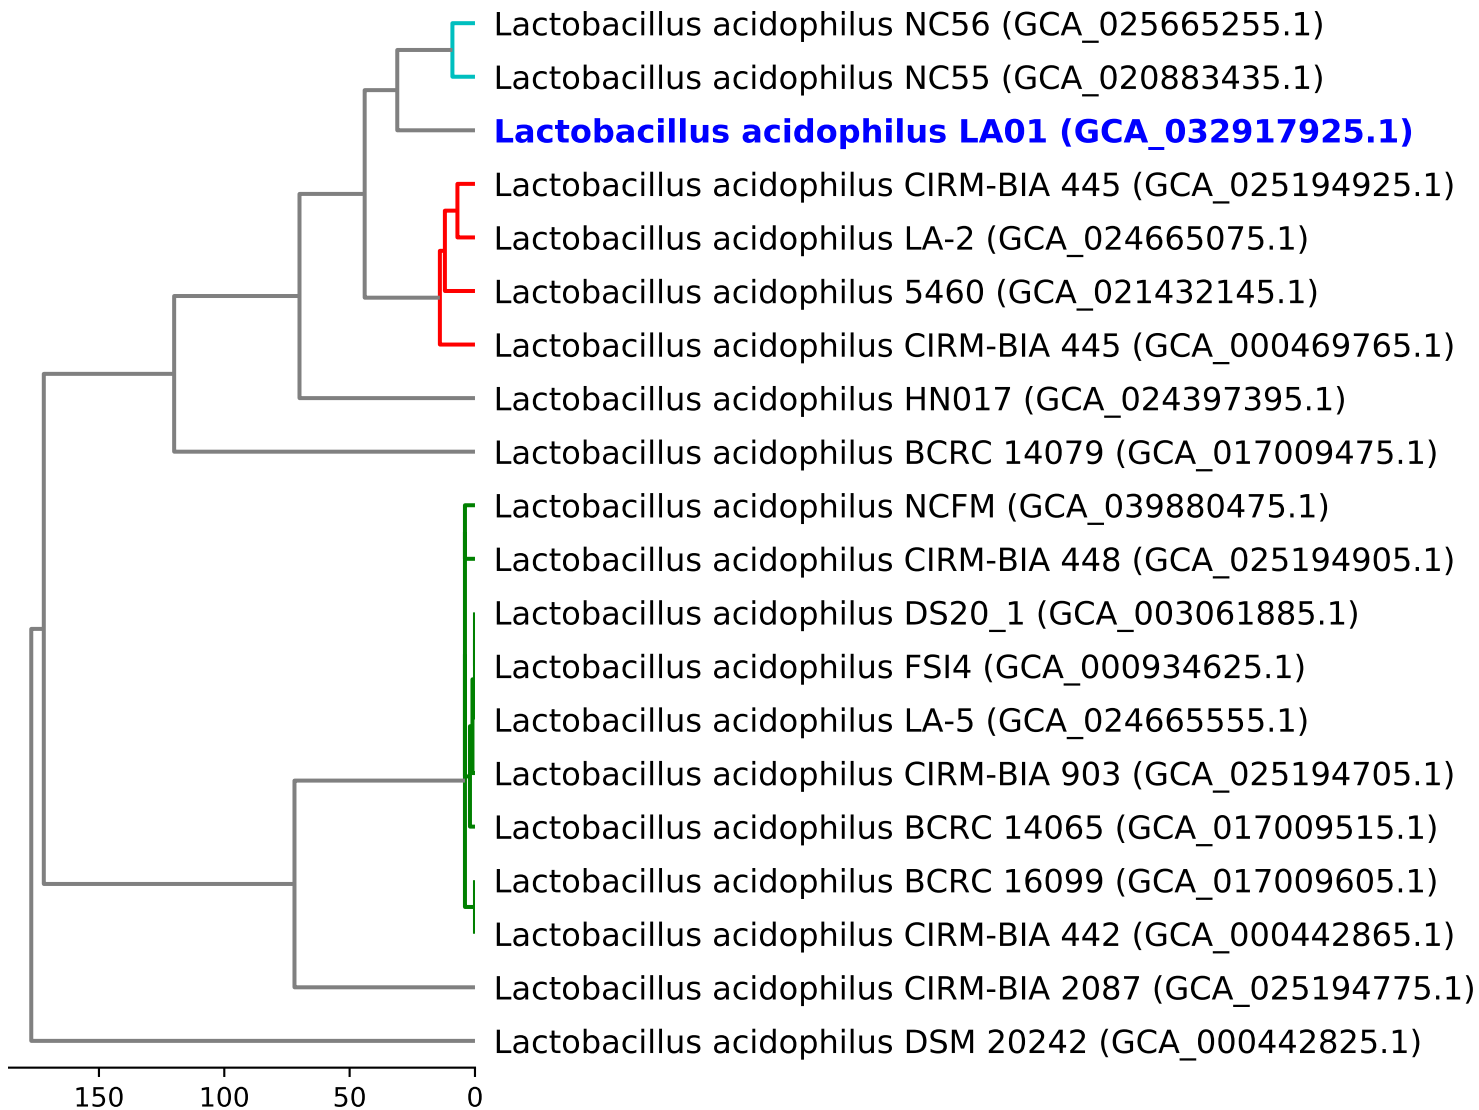 Lactobacillus acidophilus NC56 (GCA_025665255.1)
Lactobacillus acidophilus NC55 (GCA_020883435.1)
Lactobacillus acidophilus LA01 (GCA_032917925.1)
Lactobacillus acidophilus CIRM-BIA 445 (GCA_025194925.1)
Lactobacillus acidophilus LA-2 (GCA_024665075.1)
Lactobacillus acidophilus 5460 (GCA_021432145.1)
Lactobacillus acidophilus CIRM-BIA 445 (GCA_000469765.1)
Lactobacillus acidophilus HN017 (GCA_024397395.1)
Lactobacillus acidophilus BCRC 14079 (GCA_017009475.1)
Lactobacillus acidophilus NCFM (GCA_039880475.1)
Lactobacillus acidophilus CIRM-BIA 448 (GCA_025194905.1)
Lactobacillus acidophilus DS20_1 (GCA_003061885.1)
Lactobacillus acidophilus FSI4 (GCA_000934625.1)
Lactobacillus acidophilus LA-5 (GCA_024665555.1)
Lactobacillus acidophilus CIRM-BIA 903 (GCA_025194705.1)
Lactobacillus acidophilus BCRC 14065 (GCA_017009515.1)
Lactobacillus acidophilus BCRC 16099 (GCA_017009605.1)
Lactobacillus acidophilus CIRM-BIA 442 (GCA_000442865.1)
Lactobacillus acidophilus CIRM-BIA 2087 (GCA_025194775.1)
Lactobacillus acidophilus DSM 20242 (GCA_000442825.1)
150 100 50 0